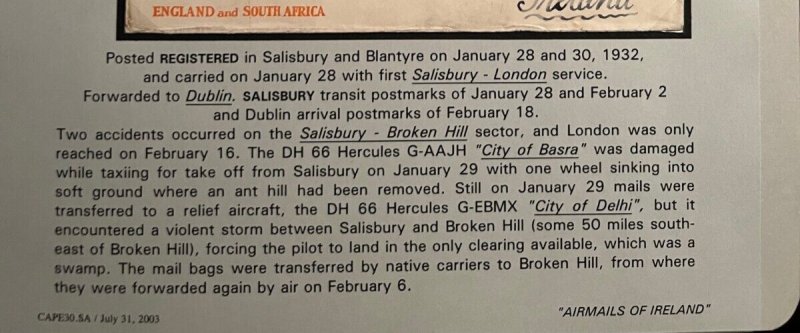 ENGLAND and SOUTH AFRICA
Ireland
Posted REGISTERED in Salisbury and Blantyre on January 28 and 30, 1932,
and carried on January 28 with first Salisbury - London service.
Forwarded to Dublin. SALISBURY transit postmarks of January 28 and February 2
and Dublin arrival postmarks of February 18.
Two accidents occurred on the Salisbury - Broken Hill sector, and London was only
reached on February 16. The DH 66 Hercules G-AAJH "City of Basra" was damaged
while taxiing for take off from Salisbury on January 29 with one wheel sinking into
soft ground where an ant hill had been removed. Still on January 29 mails were
transferred to a relief aircraft, the DH 66 Hercules G-EBMX "City of Delhi", but it
encountered a violent storm between Salisbury and Broken Hill (some 50 miles south-
east of Broken Hill), forcing the pilot to land in the only clearing available, which was a
swamp. The mail bags were transferred by native carriers to Broken Hill, from where
they were forwarded again by air on February 6.
CAPE30.SA / July 31, 2003
"AIRMAILS OF IRELAND"